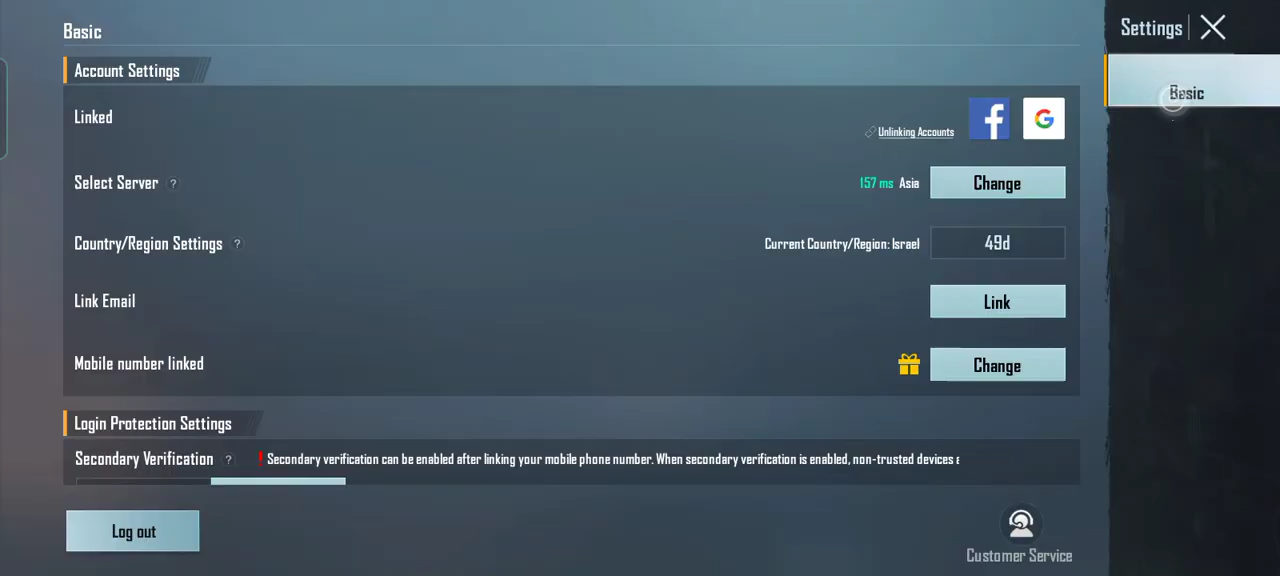 Basic
Settings
Account Settings
Basic
Linked
Unlinking Accounts
Select Server ?
157 ms Asia
Change
Country/Region Settings ?
Current Country/Region: Israel
49d
Link Email
Link
Mobile number linked
Change
Login Protection Settings
Secondary Verification ?
! Secondary verification can be enabled after linking your mobile phone number. When secondary verification is enabled, non-trusted devices
Log out
Customer Service